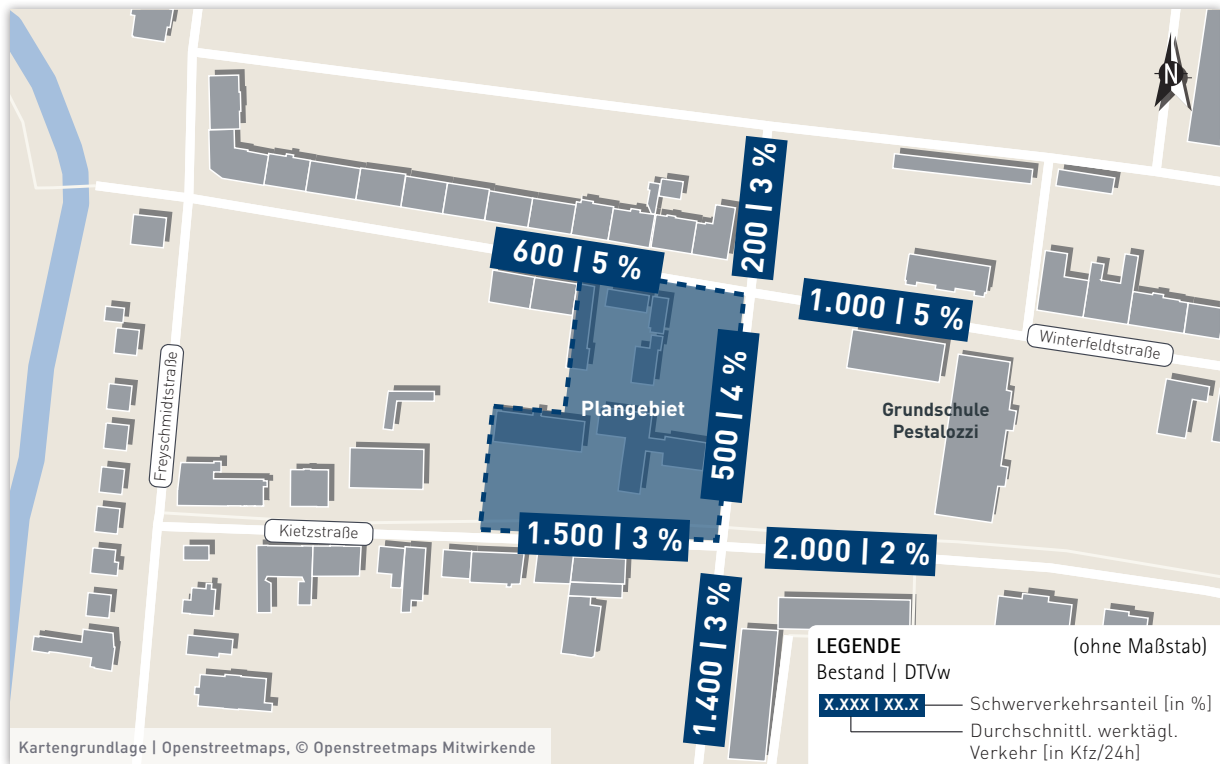 N
200 | 3 %
600 | 5 %
1.000 | 5 %
Winterfeldtstraße
Freyschmidtstraße
Plangebiet
500 | 4 %
Grundschule
Pestalozzi
Kietzstraße
1.500 | 3 %
2.000 | 2 %
1.400 | 3 %
LEGENDE
(ohne Maßstab)
Bestand | DTVw
X.XXX | XX.X
Schwerverkehrsanteil [in %]
Durchschnittl. werktägl.
Verkehr [in Kfz/24h]
Kartengrundlage | Openstreetmaps, © Openstreetmaps Mitwirkende